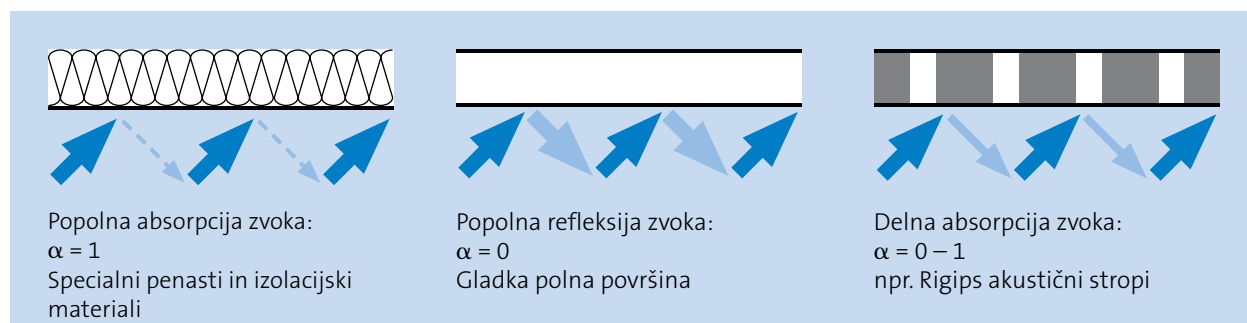 Popolna absorpcija zvoka:
α = 1
Specialni penasti in izolacijski
materiali
Popolna refleksija zvoka:
α = 0
Gladka polna površina
Delna absorpcija zvoka:
α = 0 – 1
npr. Rigips akustični stropi